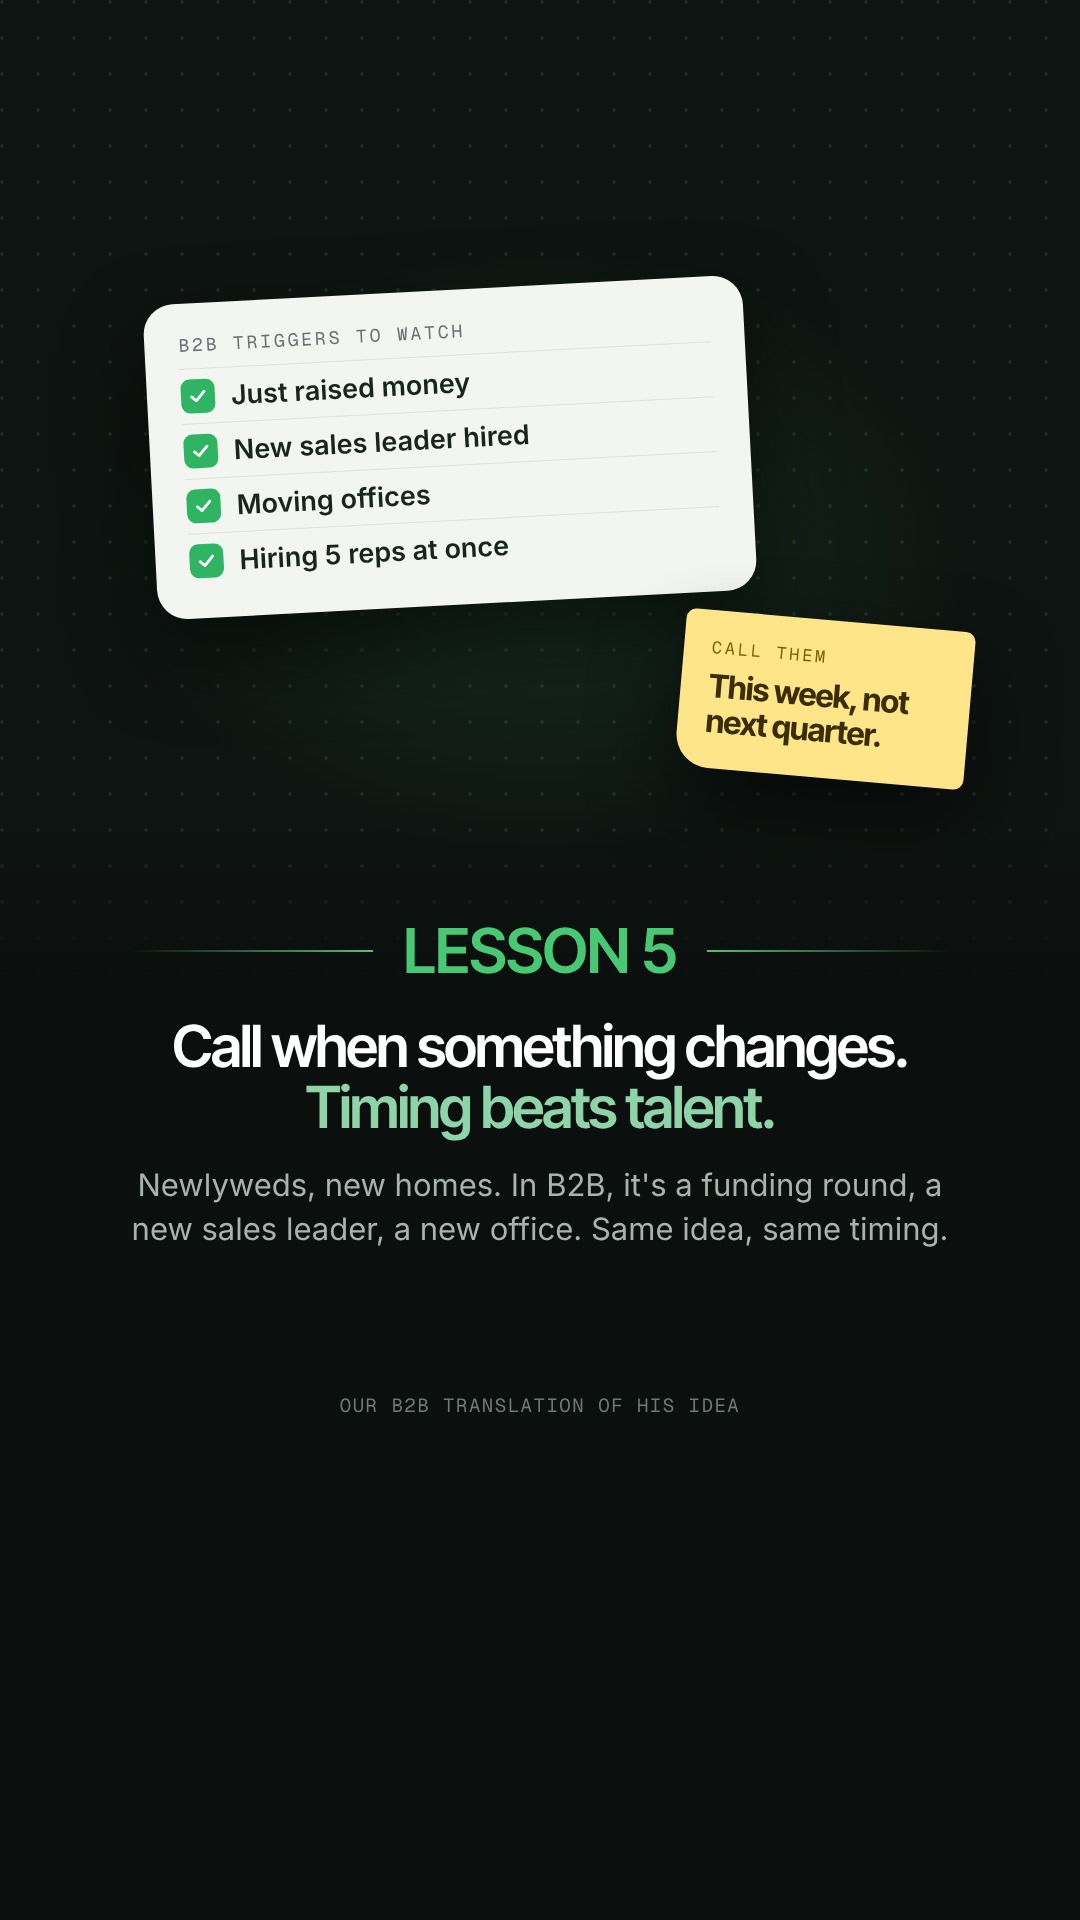 B2B TRIGGERS TO WATCH
Just raised money
New sales leader hired
Moving offices
Hiring 5 reps at once
CALL THEM
This week, not
next quarter.
LESSON 5
Call when something changes.
Timing beats talent.
Newlyweds, new homes. In B2B, it's a funding round, a
new sales leader, a new office. Same idea, same timing.
OUR B2B TRANSLATION OF HIS IDEA